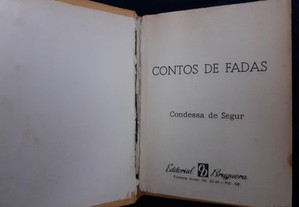 CONTOS DE FADAS
Condessa de Segur
Editorial Bruguera